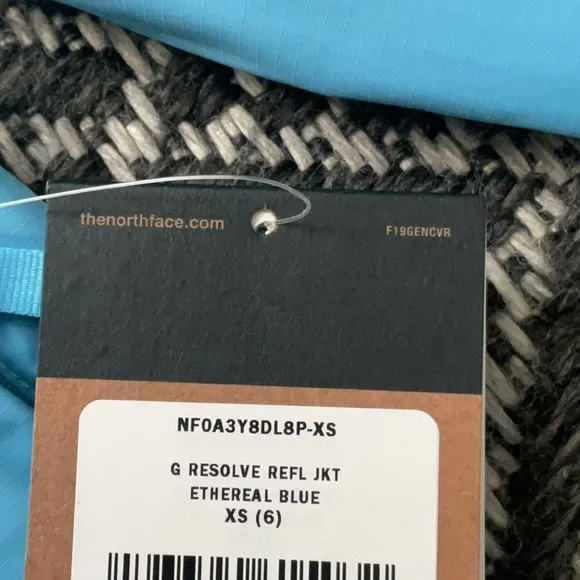 thenorthface.com
F19GENCVR
NF0A3Y8DL8P-XS
G RESOLVE REFL JKT
ETHEREAL BLUE
XS (6)